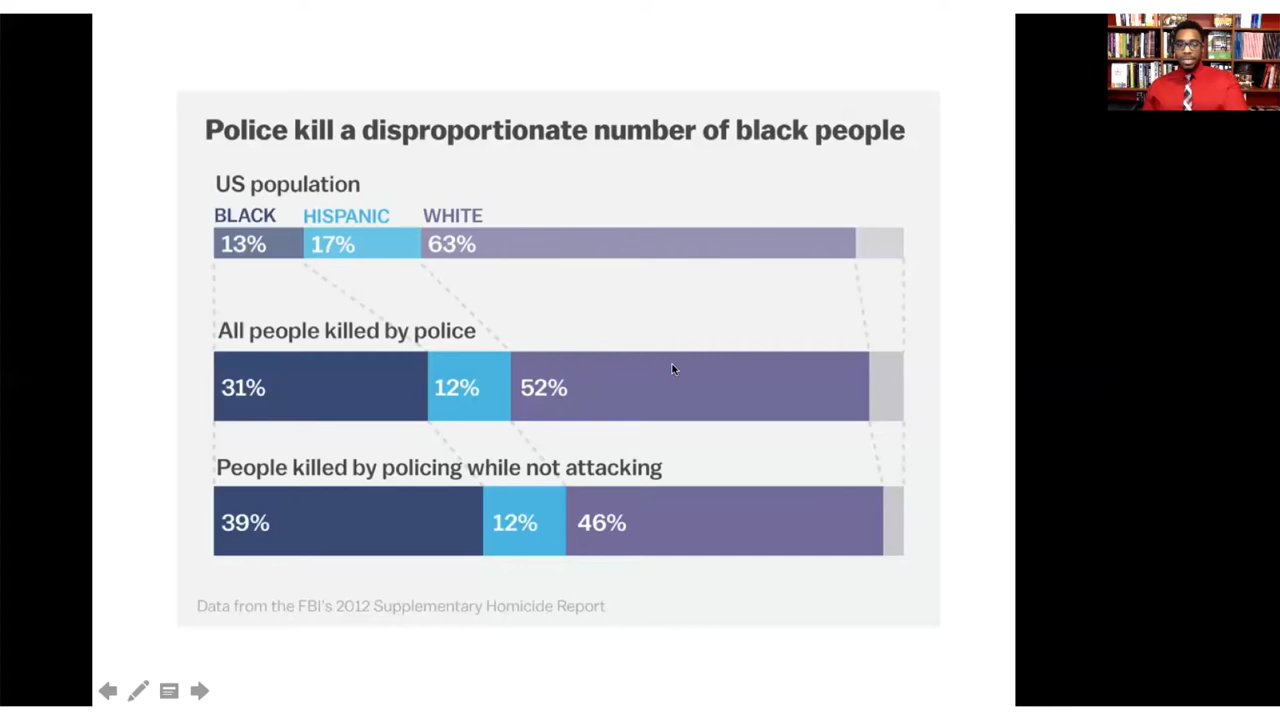 Police kill a disproportionate number of black people
US population
BLACK HISPANIC WHITE
13% 17% 63%
All people killed by police
31% 12% 52%
People killed by policing while not attacking
39% 12% 46%
Data from the FBI's 2012 Supplementary Homicide Report